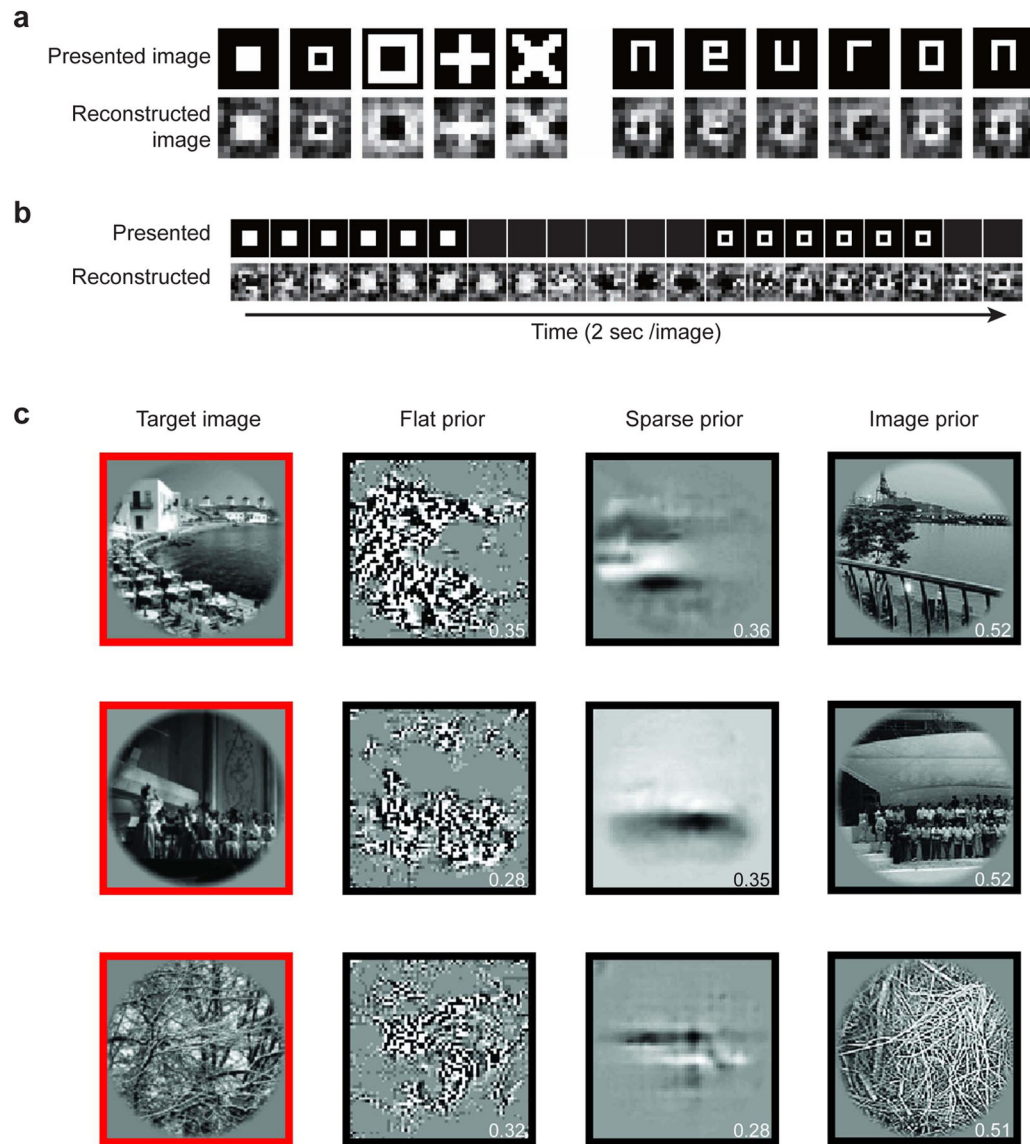 a
Presented image
n e u r o n
Reconstructed
image
b
Presented
Reconstructed
Time (2 sec /image)
c
Target image Flat prior Sparse prior Image prior
0.35 0.36 0.52
0.28 0.35 0.52
0.32 0.28 0.51